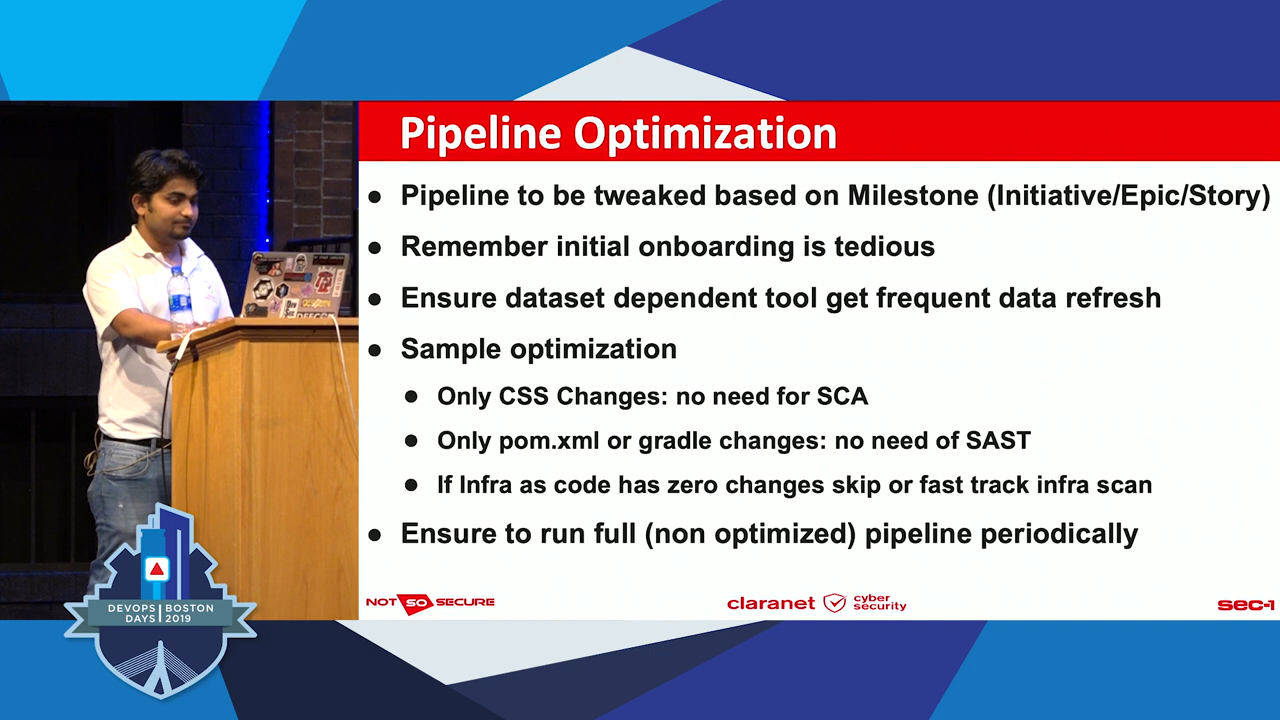 Pipeline Optimization
● Pipeline to be tweaked based on Milestone (Initiative/Epic/Story)
● Remember initial onboarding is tedious
● Ensure dataset dependent tool get frequent data refresh
● Sample optimization
● Only CSS Changes: no need for SCA
● Only pom.xml or gradle changes: no need of SAST
● If Infra as code has zero changes skip or fast track infra scan
● Ensure to run full (non optimized) pipeline periodically
NOT SO SECURE
claranet cyber security
sec-1
DEVOPS DAYS
BOSTON 2019